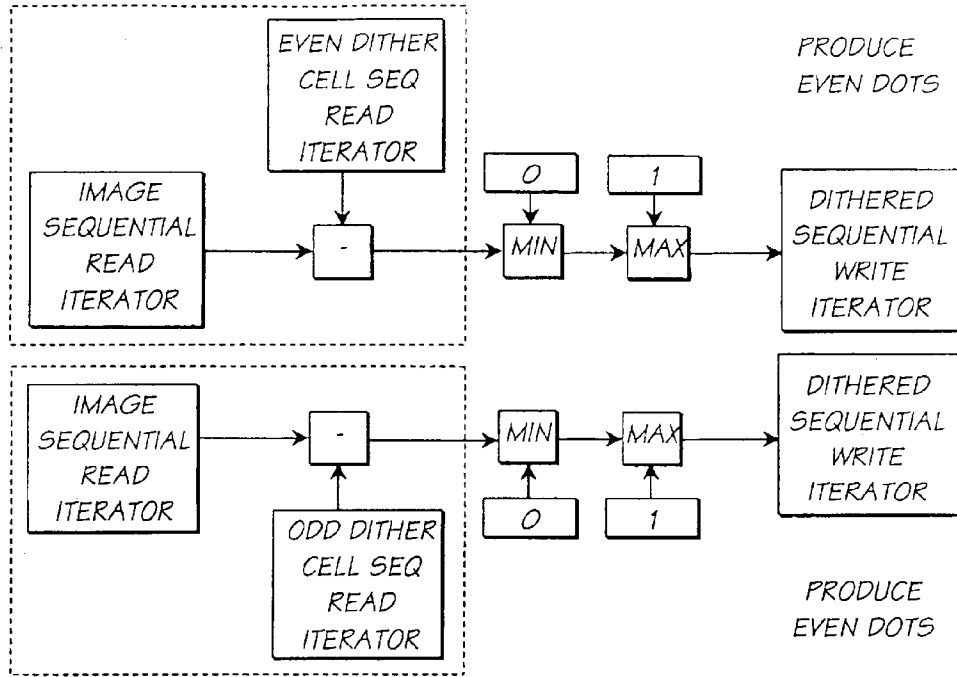 EVEN DITHER
CELL SEQ
READ
ITERATOR
PRODUCE
EVEN DOTS
IMAGE
SEQUENTIAL
READ
ITERATOR
-
0
1
MIN
MAX
DITHERED
SEQUENTIAL
WRITE
ITERATOR
IMAGE
SEQUENTIAL
READ
ITERATOR
-
MIN
MAX
DITHERED
SEQUENTIAL
WRITE
ITERATOR
0
1
ODD DITHER
CELL SEQ
READ
ITERATOR
PRODUCE
EVEN DOTS